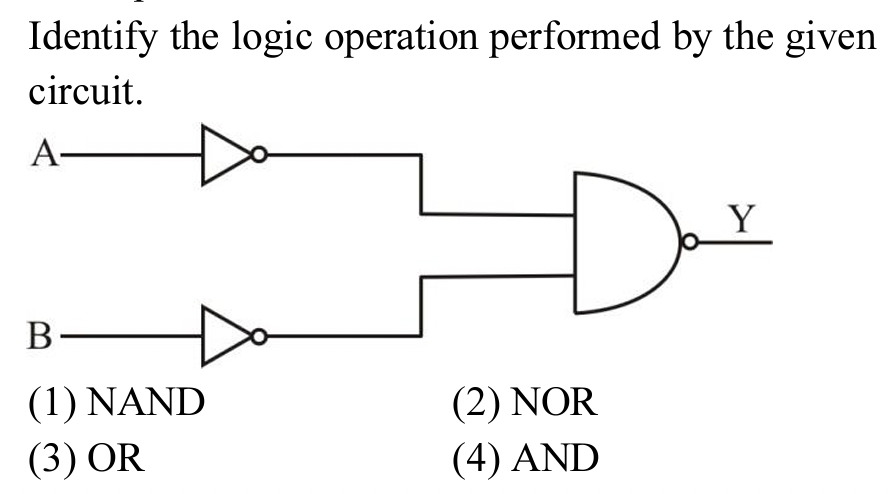 Identify the logic operation performed by the given
circuit.
A
Y
B
(1) NAND (2) NOR
(3) OR (4) AND